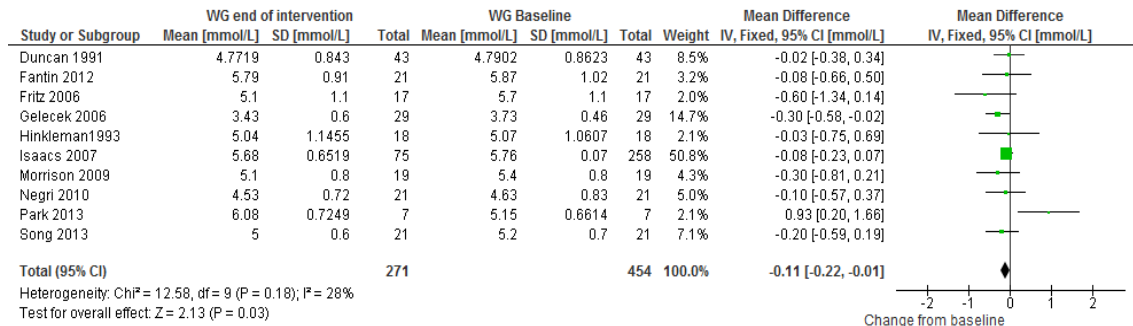 WG end of intervention WG Baseline Mean Difference Mean Difference
Study or Subgroup Mean [mmol/L] SD [mmol/L] Total Mean [mmol/L] SD [mmol/L] Total Weight IV, Fixed, 95% CI [mmol/L] IV, Fixed, 95% CI [mmol/L]
Duncan 1991 4.7719 0.843 43 4.7902 0.8623 43 8.5% -0.02 [-0.38, 0.34]
Fantin 2012 5.79 0.91 21 5.87 1.02 21 3.3% -0.08 [-0.66, 0.50]
Fritz 2006 5.1 1.1 17 5.7 1.1 17 2.0% -0.60 [-1.34, 0.14]
Gelecek 2006 3.43 0.6 29 3.73 0.46 29 14.7% -0.30 [-0.58, -0.02]
Hinkleman1993 5.04 1.1455 18 5.07 1.0607 18 2.1% -0.03 [-0.75, 0.69]
Isaacs 2007 5.68 0.6519 75 5.76 0.07 258 50.8% -0.08 [-0.23, 0.07]
Morrison 2009 5.1 0.8 19 5.4 0.8 19 4.3% -0.30 [-0.81, 0.21]
Negri 2010 4.53 0.72 21 4.63 0.83 21 5.0% -0.10 [-0.57, 0.37]
Park 2013 6.08 0.7249 7 5.15 0.6614 7 2.1% 0.93 [0.20, 1.66]
Song 2013 5 0.6 21 5.2 0.7 21 7.1% -0.20 [-0.59, 0.19]
Total (95% CI) 271 454 100.0% -0.11 [-0.22, -0.01]
Heterogeneity: Chi² = 12.58, df = 9 (P = 0.18); I² = 28%
Test for overall effect: Z = 2.13 (P = 0.03)
-2 -1 0 1 2
Change from baseline